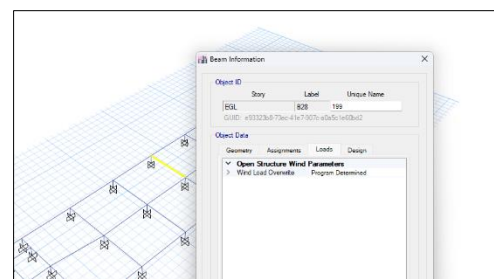 Beam Information
Object ID
Story Label Unique Name
EGL B28 199
Object Data
Geometry Assignments Loads Design
Open Structure Wind Parameters
Wind Load Overwrite Program Determined